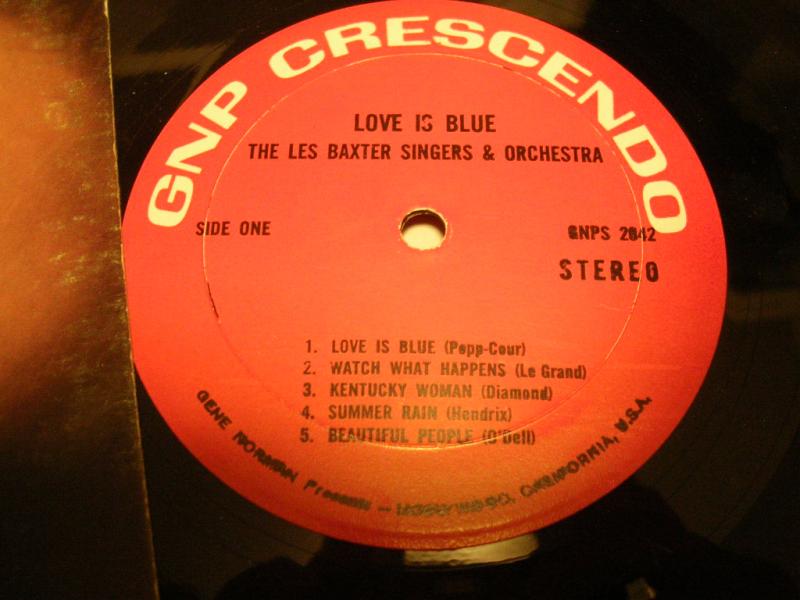 GNP CRESCENDO
LOVE IS BLUE
THE LES BAXTER SINGERS & ORCHESTRA
SIDE ONE
GNPS 2042
STEREO
1. LOVE IS BLUE (Popp-Cour)
2. WATCH WHAT HAPPENS (Le Grand)
3. KENTUCKY WOMAN (Diamond)
4. SUMMER RAIN (Hendrix)
5. BEAUTIFUL PEOPLE (O'Dell)
GENE NORMAN Presents — HOLLYWOOD, CALIFORNIA, U.S.A.